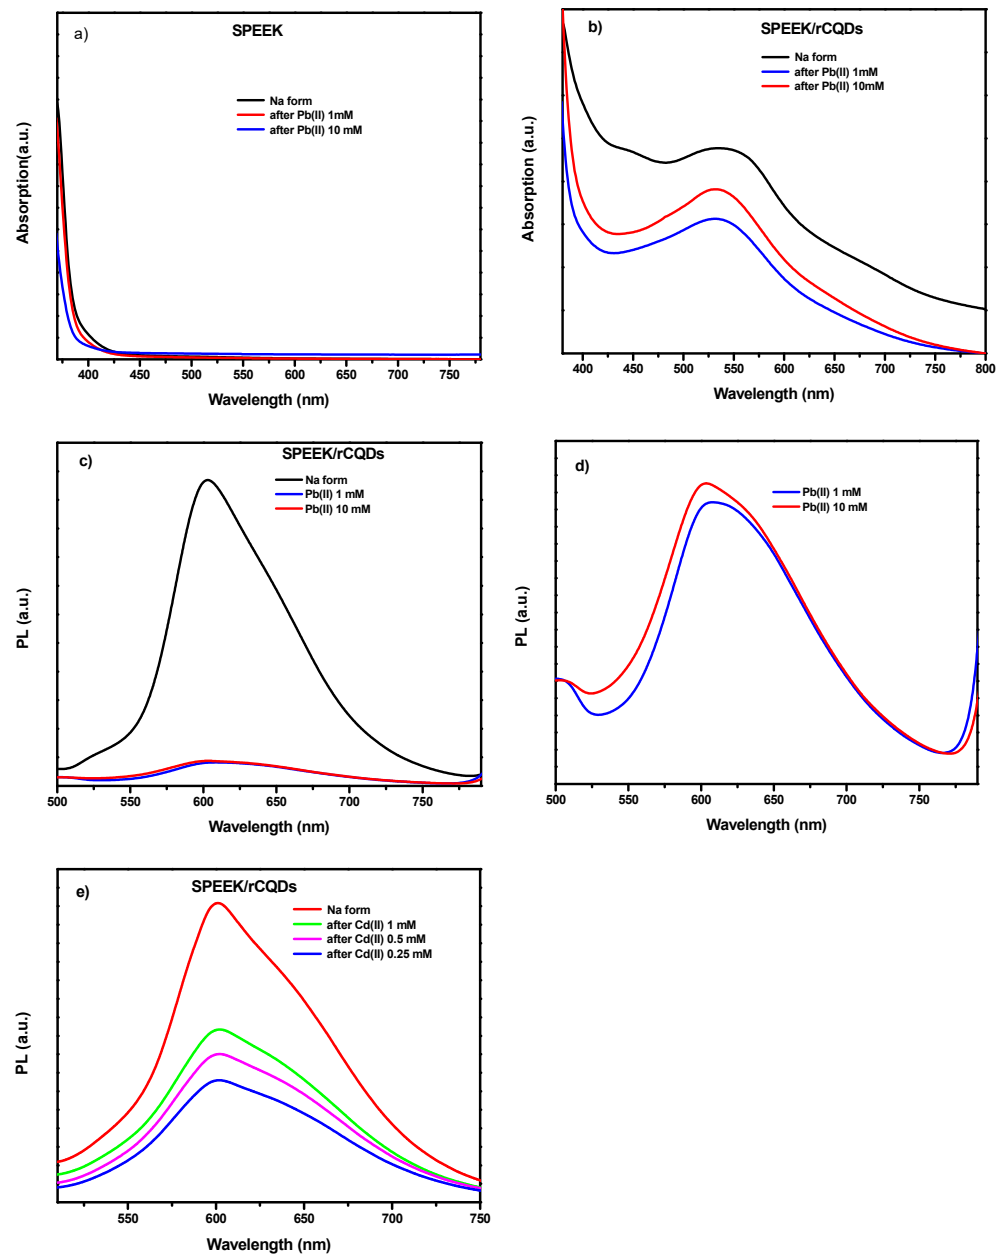 a)
SPEEK
Na form
after Pb(II) 1mM
after Pb(II) 10 mM
Absorption(a.u.)
400 450 500 550 600 650 700 750
Wavelength (nm)
b)
SPEEK/rCQDs
Na form
after Pb(II) 1mM
after Pb(II) 10mM
Absorption (a.u.)
400 450 500 550 600 650 700 750 800
Wavelength (nm)
c)
SPEEK/rCQDs
Na form
Pb(II) 1 mM
Pb(II) 10 mM
PL (a.u.)
500 550 600 650 700 750
Wavelength (nm)
d)
Pb(II) 1 mM
Pb(II) 10 mM
PL (a.u.)
500 550 600 650 700 750
Wavelength (nm)
e)
SPEEK/rCQDs
Na form
after Cd(II) 1 mM
after Cd(II) 0.5 mM
after Cd(II) 0.25 mM
PL (a.u.)
550 600 650 700 750
Wavelength (nm)